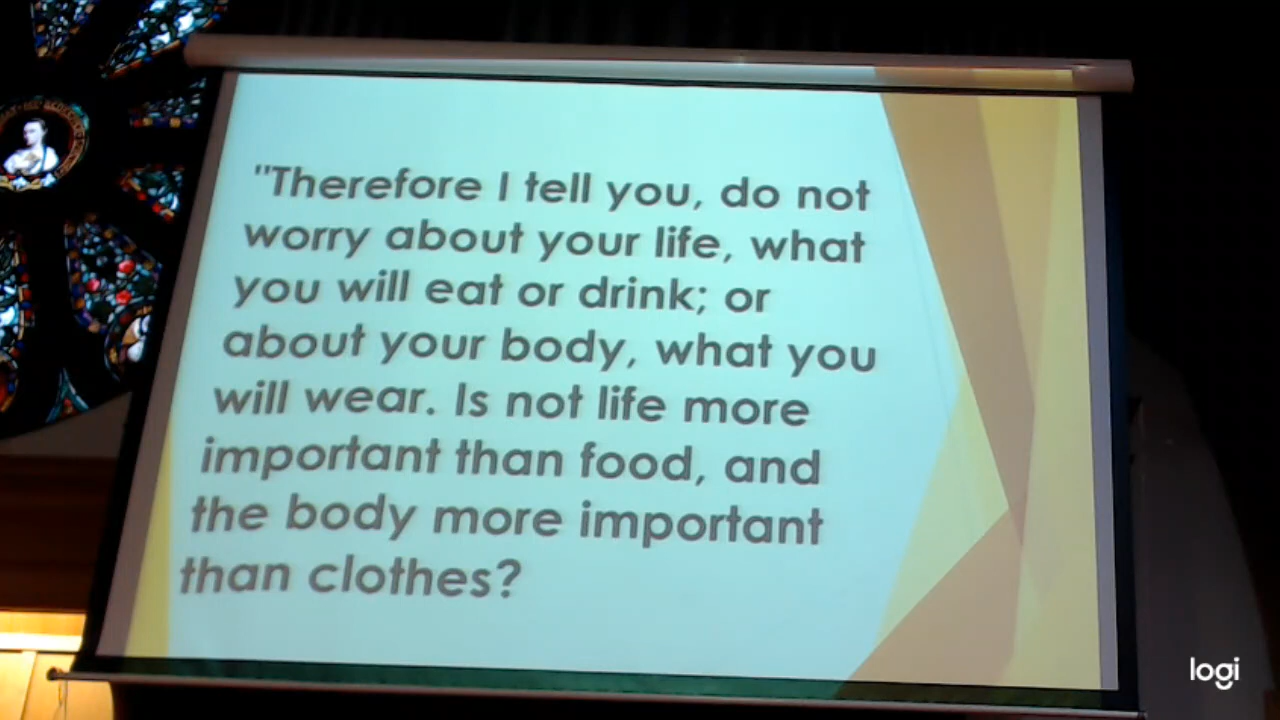 "Therefore I tell you, do not
worry about your life, what
you will eat or drink; or
about your body, what you
will wear. Is not life more
important than food, and
the body more important
than clothes?
logi